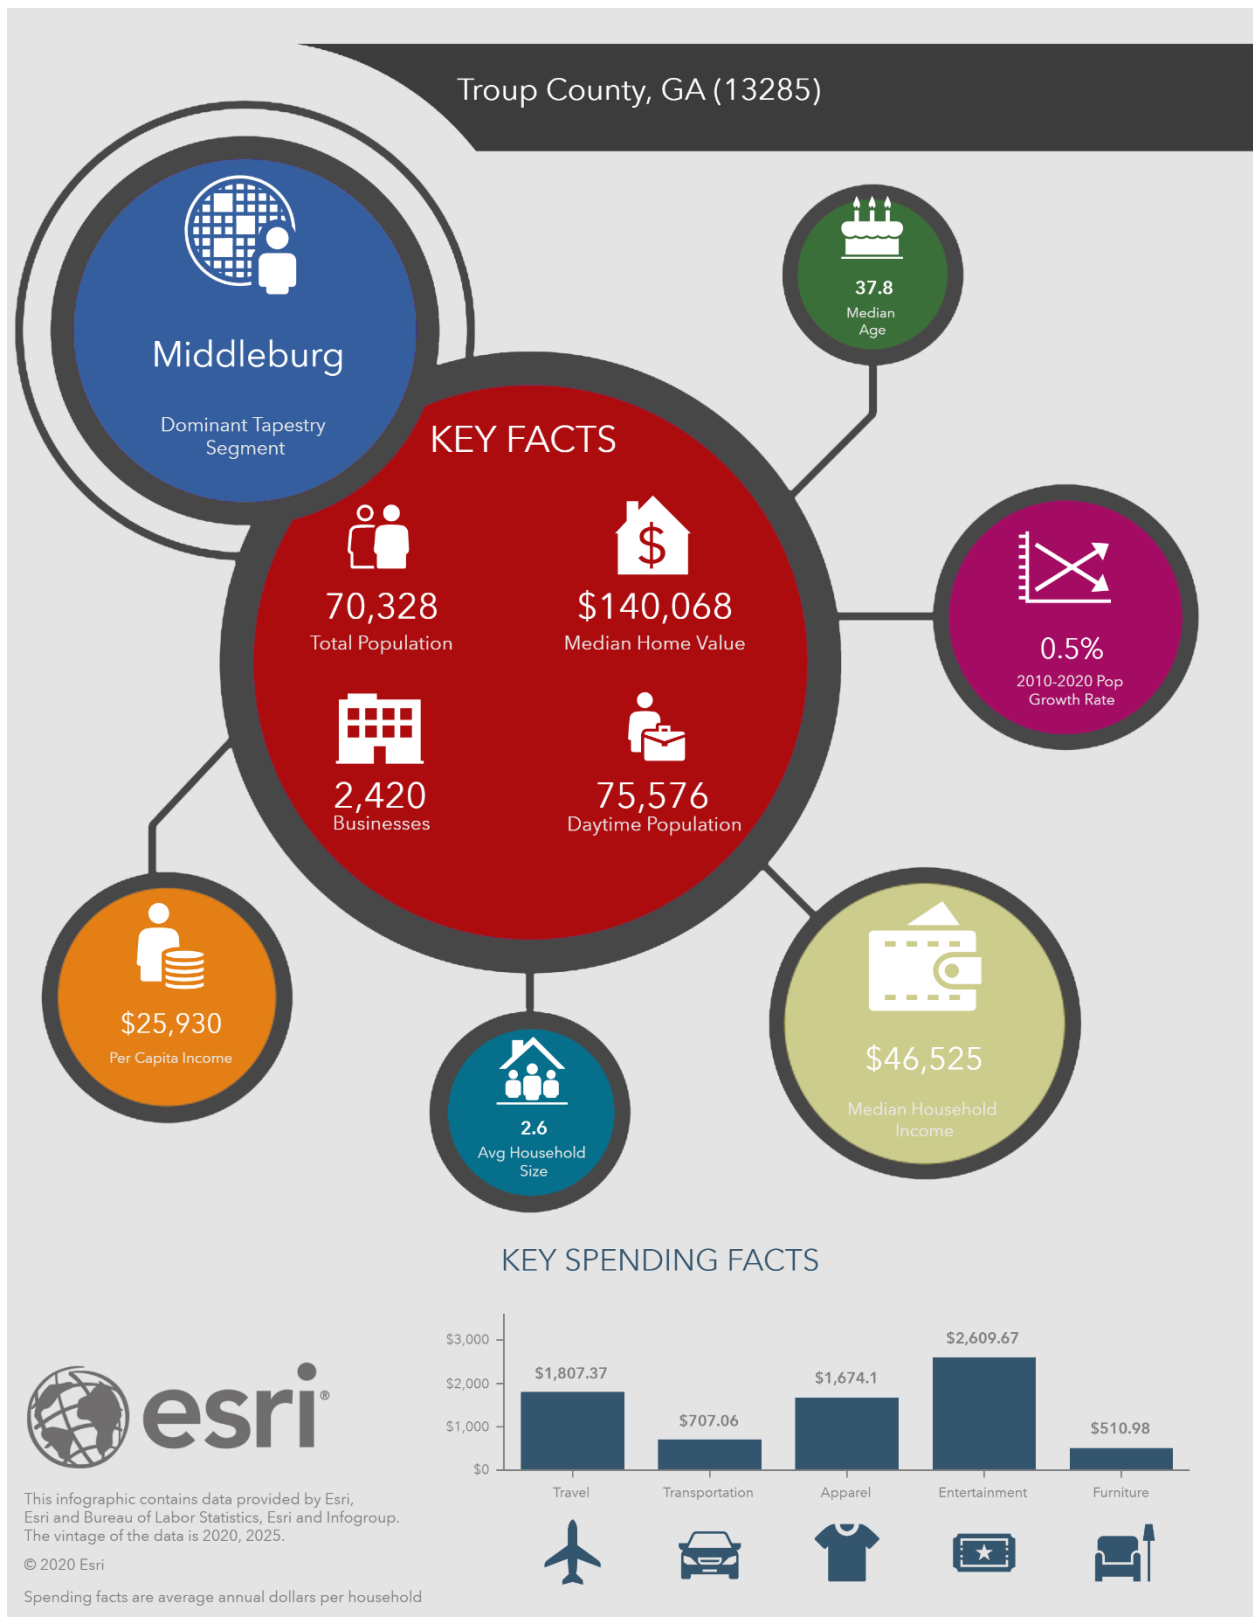 Troup County, GA (13285)
Middleburg
Dominant Tapestry
Segment
37.8
Median
Age
KEY FACTS
70,328
Total Population
$
$140,068
Median Home Value
2,420
Businesses
75,576
Daytime Population
0.5%
2010-2020 Pop
Growth Rate
$25,930
Per Capita Income
2.6
Avg Household
Size
$46,525
Median Household
Income
KEY SPENDING FACTS
$3,000
$2,000
$1,000
$0
$1,807.37
$707.06
$1,674.1
$2,609.67
$510.98
Travel
Transportation
Apparel
Entertainment
Furniture
esri®
This infographic contains data provided by Esri,
Esri and Bureau of Labor Statistics, Esri and Infogroup.
The vintage of the data is 2020, 2025.
© 2020 Esri
Spending facts are average annual dollars per household